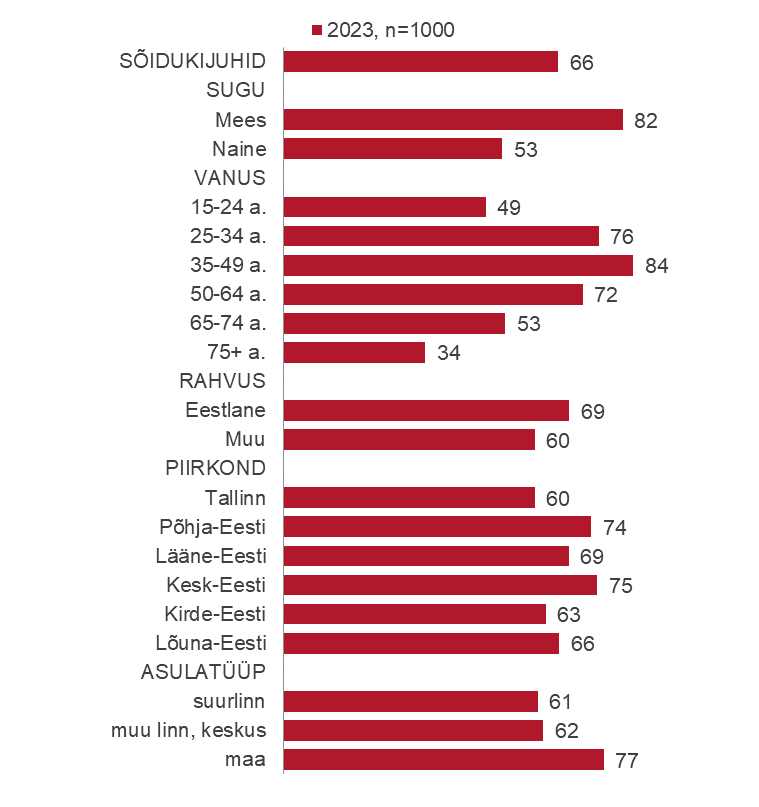 2023, n=1000
SÕIDUKIJUHID 66
SUGU
Mees 82
Naine 53
VANUS
15-24 a. 49
25-34 a. 76
35-49 a. 84
50-64 a. 72
65-74 a. 53
75+ a. 34
RAHVUS
Eestlane 69
Muu 60
PIIRKOND
Tallinn 60
Põhja-Eesti 74
Lääne-Eesti 69
Kesk-Eesti 75
Kirde-Eesti 63
Lõuna-Eesti 66
ASULATÜÜP
suurlinn 61
muu linn, keskus 62
maa 77